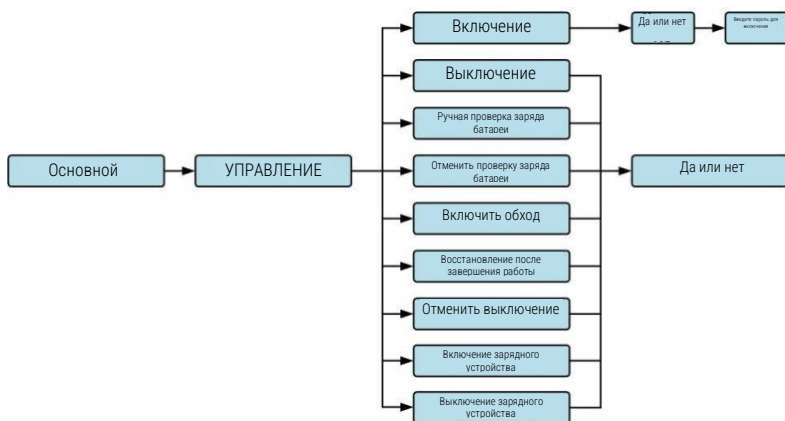 Включение
Да или нет
Введите пароль для
включения
Выключение
Ручная проверка заряда
батареи
Основной
УПРАВЛЕНИЕ
Отменить проверку заряда
батареи
Да или нет
Включить обход
Восстановление после
завершения работы
Отменить выключение
Включение зарядного
устройства
Выключение зарядного
устройства